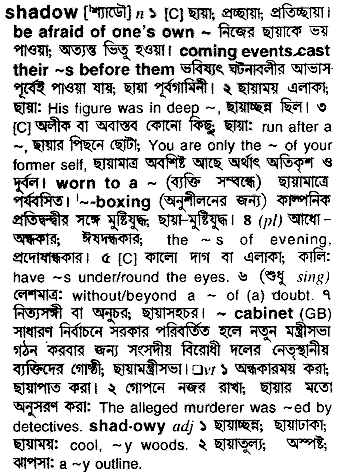 shadow ['শ্যাডৌ] n ১ [C] ছায়া; প্রচ্ছায়া; প্রতিচ্ছায়া।
be afraid of one's own ~ নিজের ছায়াকে ভয়
পাওয়া; অত্যন্ত ভিতু হওয়া। coming events cast
their ~s before them ভবিষ্যৎ ঘটনাবলীর আভাস
পূর্বেই পাওয়া যায়; ছায়া পূর্বগামিনী। ২ ছায়াময় এলাকা;
ছায়া: His figure was in deep ~, ছায়াচ্ছন্ন ছিল। ৩
[C] অলীক বা অবাস্তব কোনো কিছু; ছায়া: run after a
~, ছায়ার পিছনে ছোটা; You are only the ~ of your
former self, ছায়ামাত্র অবশিষ্ট আছে অর্থাৎ অতিকৃশ ও
দুর্বল। worn to a ~ (ব্যক্তি সম্বন্ধে) ছায়ামাত্রে
পর্যবসিত। '~-boxing (অনুশীলনের জন্য) কাল্পনিক
প্রতিদ্বন্দ্বীর সঙ্গে মুষ্টিযুদ্ধ; ছায়া-মুষ্টিযুদ্ধ। ৪ (pl) আধো-
অন্ধকার; ঈষদন্ধকার; the ~s of evening,
প্রদোষান্ধকার। ৫ [C] কালো দাগ বা এলাকা; কালি:
have ~s under/round the eyes. ৬ (শুধু sing)
লেশমাত্র: without/beyond a ~ of (a) doubt. ৭
নিত্যসঙ্গী বা অনুচর; ছায়াসহচর। ~ cabinet (GB)
সাধারণ নির্বাচনে সরকার পরিবর্তিত হলে নতুন মন্ত্রীসভা
গঠন করবার জন্য সংসদীয় বিরোধী দলের নেতৃস্থানীয়
ব্যক্তিদের গোষ্ঠী; ছায়ামন্ত্রীসভা। □vt ১ অন্ধকারময় করা;
ছায়াপাত করা। ২ গোপনে নজর রাখা; ছায়ার মতো
অনুসরণ করা: The alleged murderer was ~ed by
detectives. shad·owy adj ১ ছায়াচ্ছন্ন; ছায়াঢাকা;
ছায়াময়: cool, ~y woods. ২ ছায়াতুল্য; অস্পষ্ট;
ঝাপসা: a ~y outline.